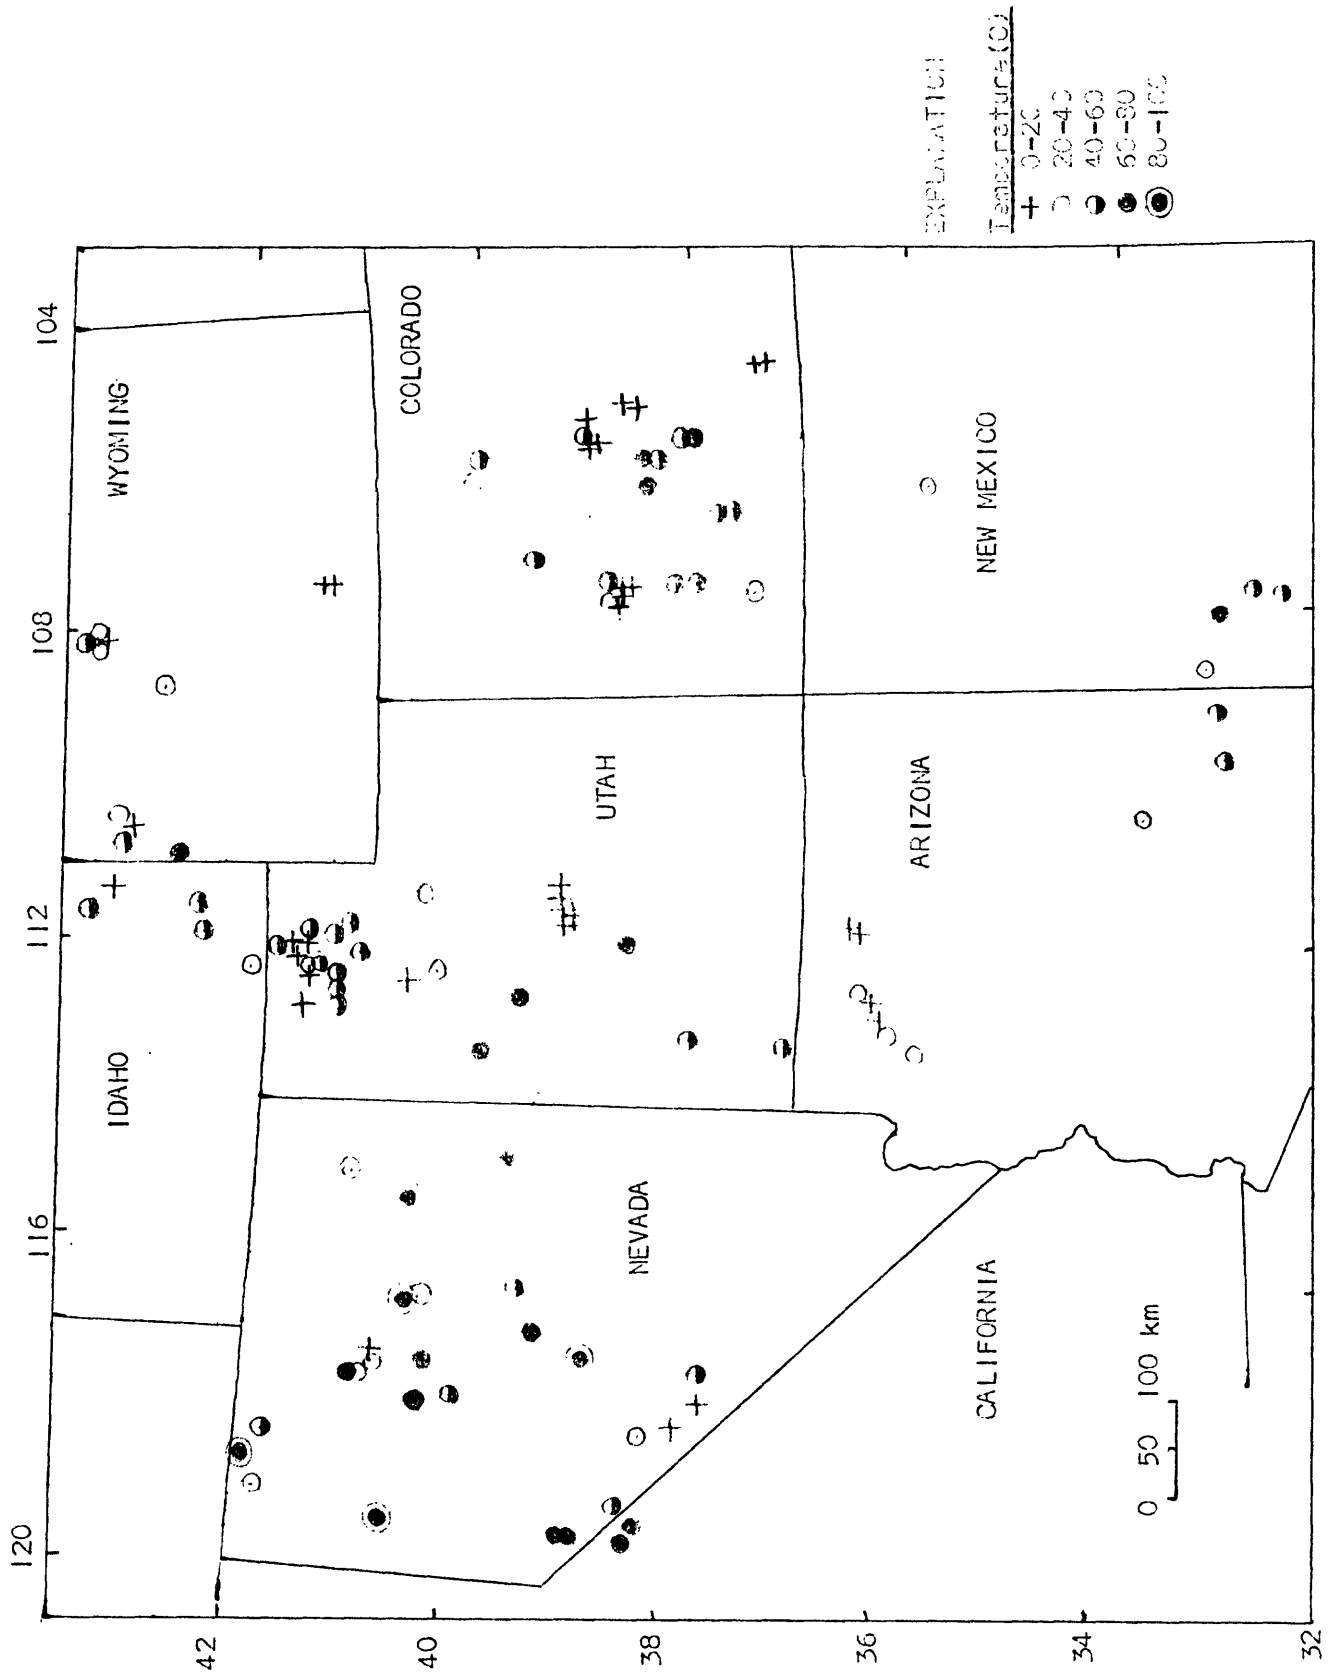 120
116
112
108
104
42
40
38
36
34
32
IDAHO
WYOMING
NEVADA
UTAH
COLORADO
CALIFORNIA
ARIZONA
NEW MEXICO
0 50 100 km
EXPLANATION
Temperature(C)
+ 0-20
20-40
40-60
60-80
80-100